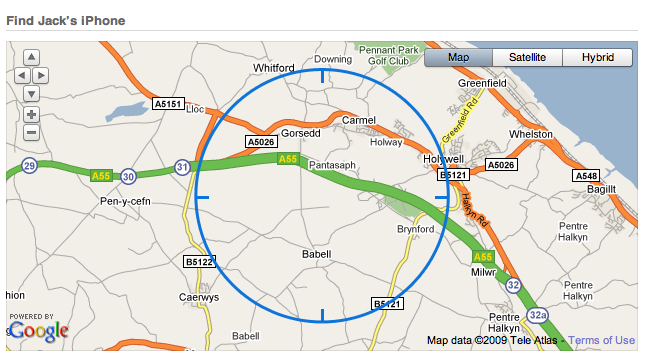 Find Jack's iPhone
Map
Satellite
Hybrid
Pennant Park
Golf Club
Downing
Whitford
Greenfield
A5151
Lloc
Greenfield Rd
Carmel
Gorsedd
Whelston
A5026
Holway
Holywell
A55
Pantasaph
A5026
29
A55
30
31
B5121
A548
Bagillt
Pen-y-cefn
Halkyn Rd
Brynford
Pentre
Halkyn
Babell
A55
B5122
Milwr
hion
Caerwys
B5121
32
Pentre
Halkyn
POWERED BY
Google
Babell
Pentre
Halkyn
32a
Map data ©2009 Tele Atlas - Terms of Use